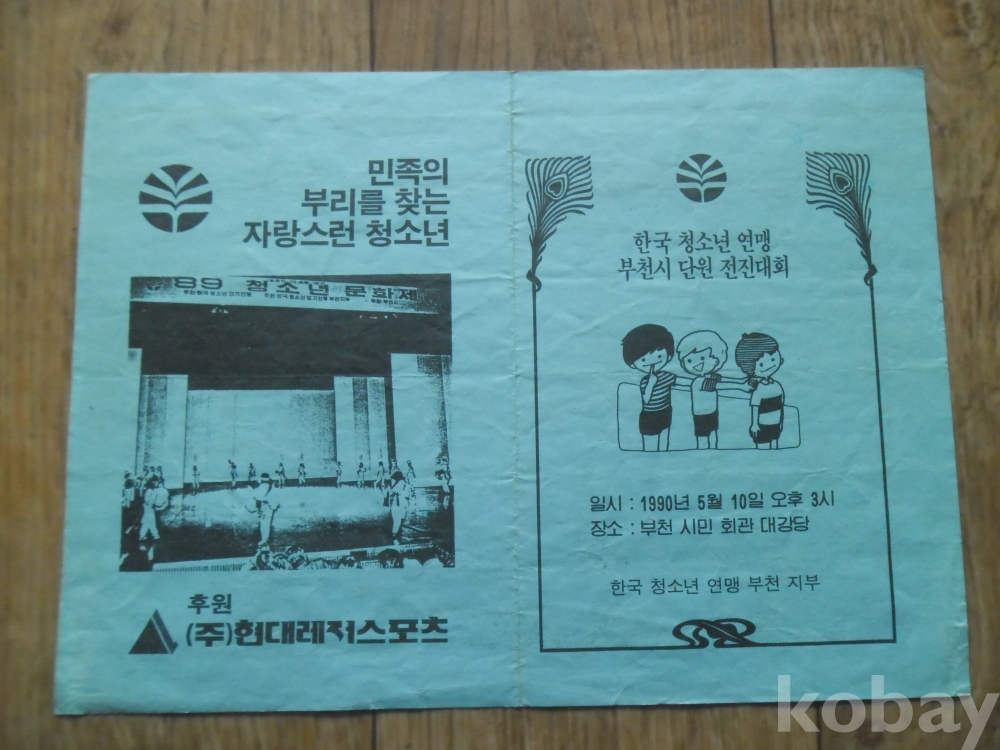 민족의
부리를 찾는
자랑스런 청소년
89 청소년 문화제
후원
(주)현대레저스포츠
한국 청소년 연맹
부천시 단원 전진대회
일시 : 1990년 5월 10일 오후 3시
장소 : 부천 시민 회관 대강당
한국 청소년 연맹 부천 지부
kobay